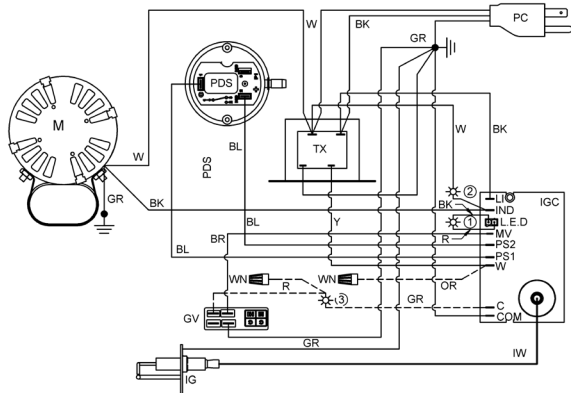 W
BK
PC
GR
PDS
M
TX
W
BK
W
BL
PDS
GR
BK
LI
IGC
BK
IND
②
① L.E.D
BL
Y
R
MV
BR
PS2
BL
PS1
WN
WN
W
R
OR
③
GR
C
GV
COM
GR
IW
IG